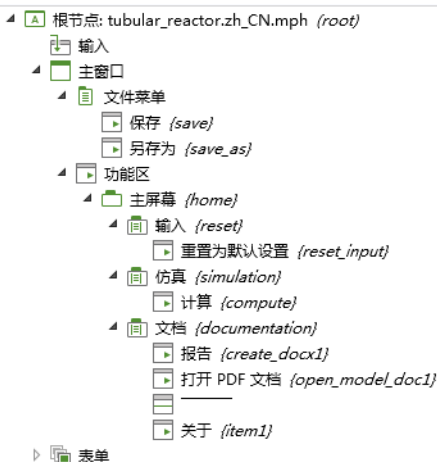 根节点: tubular_reactor.zh_CN.mph (root)
输入
主窗口
文件菜单
保存 {save}
另存为 {save_as}
功能区
主屏幕 {home}
输入 {reset}
重置为默认设置 {reset_input}
仿真 {simulation}
计算 {compute}
文档 {documentation}
报告 {create_docx1}
打开 PDF 文档 {open_model_doc1}
关于 {item1}
表单